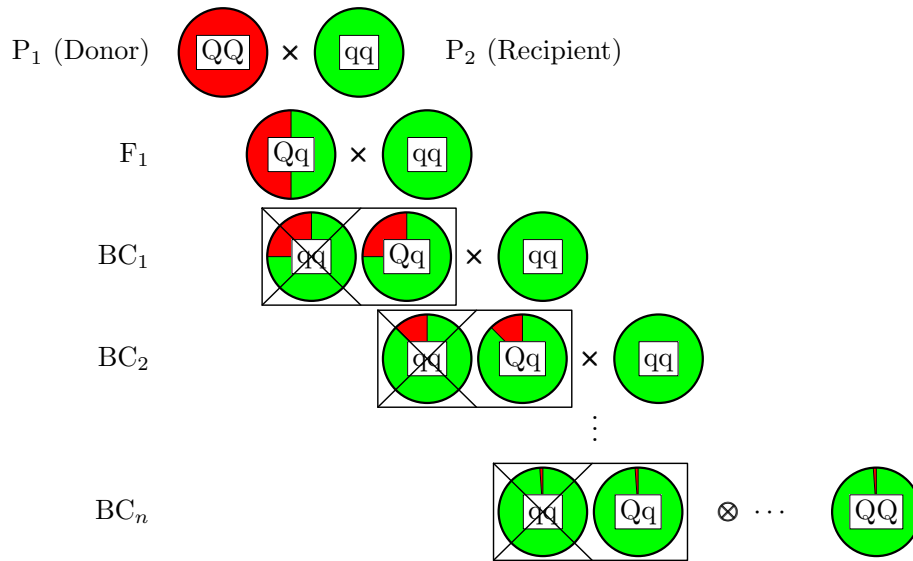 P₁ (Donor) QQ × qq P₂ (Recipient)
F₁ Qq × qq
BC₁ qq Qq × qq
BC₂ qq Qq × qq
⋮
BCₙ qq Qq ⊗ ⋯ QQ